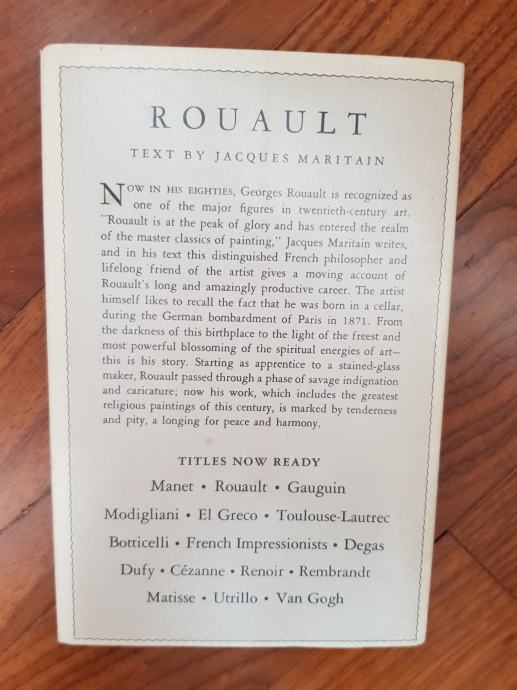 ROUAULT
TEXT BY JACQUES MARITAIN
NOW IN HIS EIGHTIES, Georges Rouault is recognized as
one of the major figures in twentieth-century art.
"Rouault is at the peak of glory and has entered the realm
of the master classics of painting," Jacques Maritain writes,
and in his text this distinguished French philosopher and
lifelong friend of the artist gives a moving account of
Rouault's long and amazingly productive career. The artist
himself likes to recall the fact that he was born in a cellar,
during the German bombardment of Paris in 1871. From
the darkness of this birthplace to the light of the freest and
most powerful blossoming of the spiritual energies of art—
this is his story. Starting as apprentice to a stained-glass
maker, Rouault passed through a phase of savage indignation
and caricature; now his work, which includes the greatest
religious paintings of this century, is marked by tenderness
and pity, a longing for peace and harmony.
TITLES NOW READY
Manet • Rouault • Gauguin
Modigliani • El Greco • Toulouse-Lautrec
Botticelli • French Impressionists • Degas
Dufy • Cézanne • Renoir • Rembrandt
Matisse • Utrillo • Van Gogh